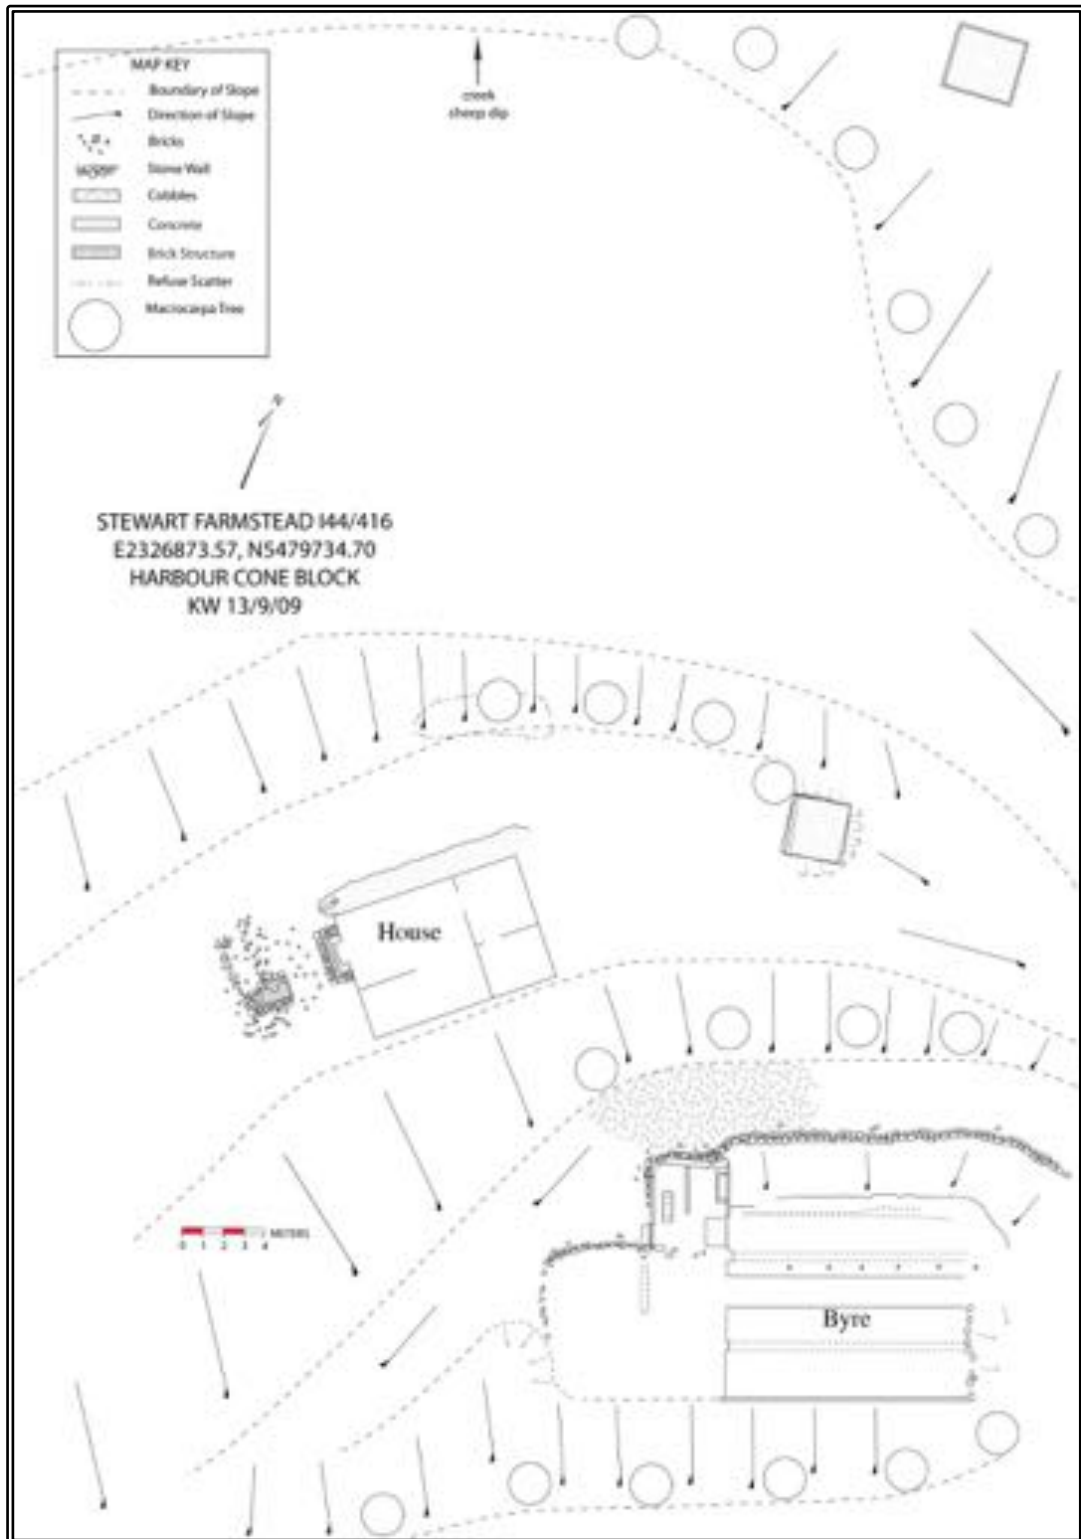 MAP KEY
Boundary of Slope
Direction of Slope
Bricks
Stone Wall
Cobbles
Concrete
Brick Structure
Refuse Scatter
Macrocarpa Tree
creek
sheep dip
N
STEWART FARMSTEAD I44/416
E2326873.57, N5479734.70
HARBOUR CONE BLOCK
KW 13/9/09
House
METERS
0 1 2 3 4
Byre